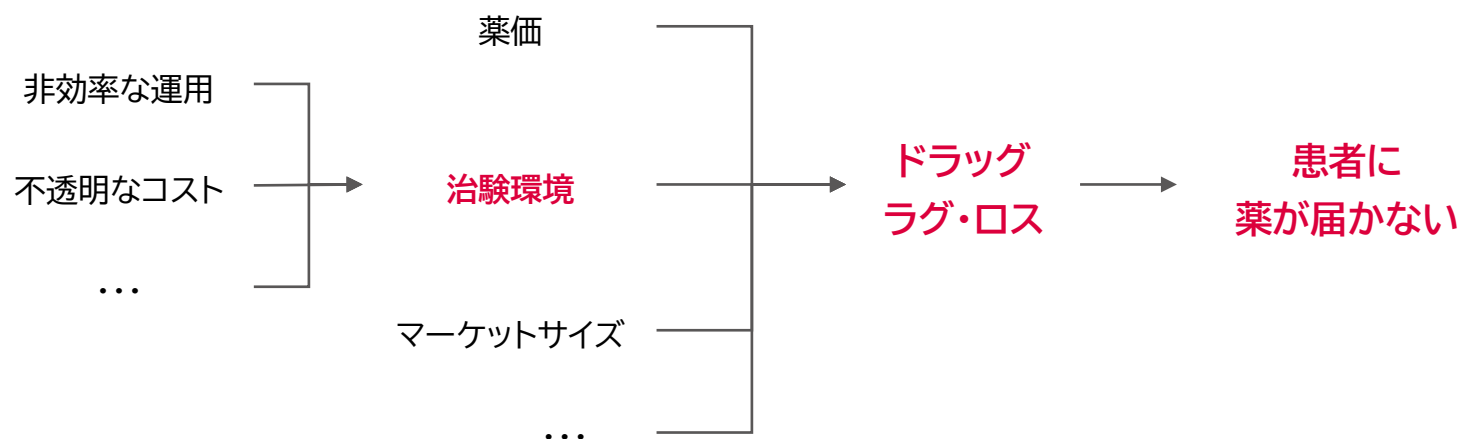 薬価
非効率な運用
不透明なコスト
…
治験環境
マーケットサイズ
…
ドラッグ
ラグ・ロス
患者に
薬が届かない